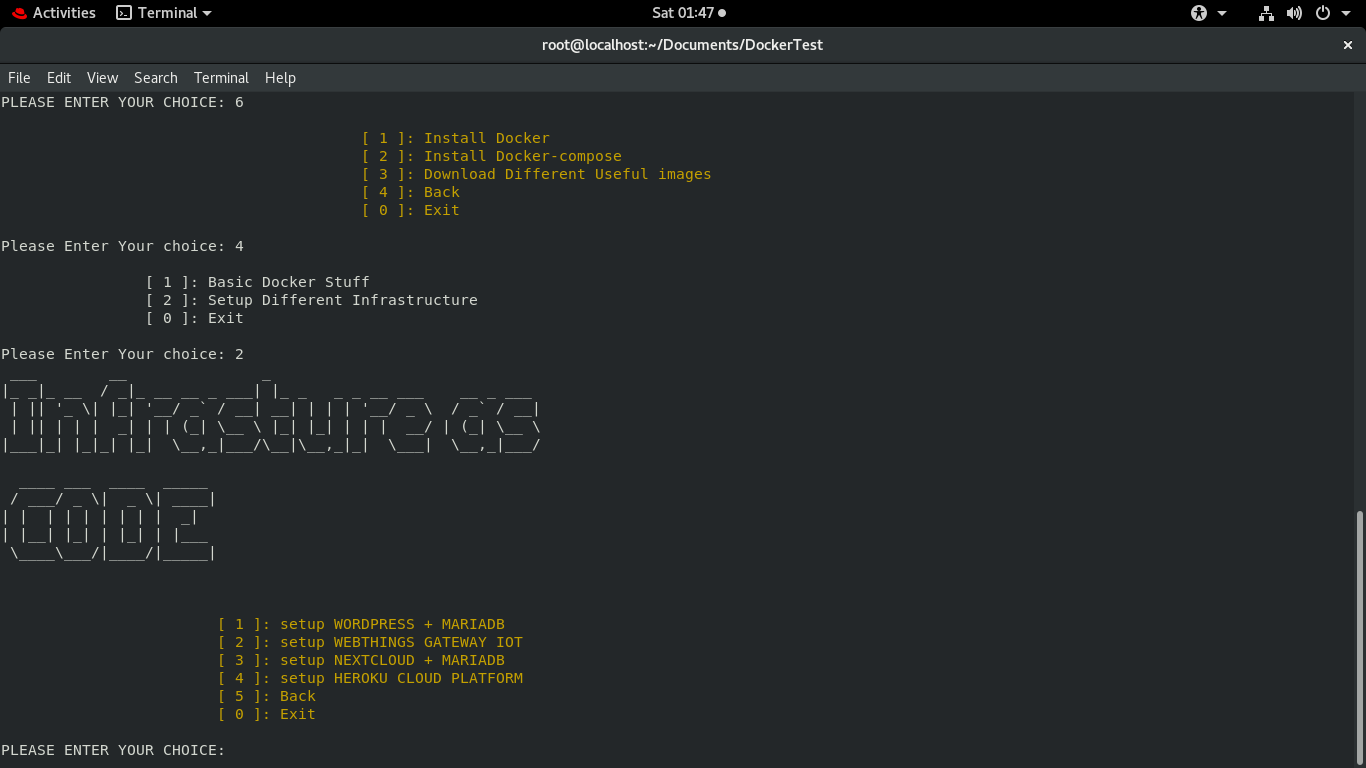 Activities Terminal Sat 01:47
root@localhost:~/Documents/DockerTest ×
File Edit View Search Terminal Help
PLEASE ENTER YOUR CHOICE: 6
[ 1 ]: Install Docker
[ 2 ]: Install Docker-compose
[ 3 ]: Download Different Useful images
[ 4 ]: Back
[ 0 ]: Exit
Please Enter Your choice: 4
[ 1 ]: Basic Docker Stuff
[ 2 ]: Setup Different Infrastructure
[ 0 ]: Exit
Please Enter Your choice: 2
Infrasture as
CODE
[ 1 ]: setup WORDPRESS + MARIADB
[ 2 ]: setup WEBTHINGS GATEWAY IOT
[ 3 ]: setup NEXTCLOUD + MARIADB
[ 4 ]: setup HEROKU CLOUD PLATFORM
[ 5 ]: Back
[ 0 ]: Exit
PLEASE ENTER YOUR CHOICE: